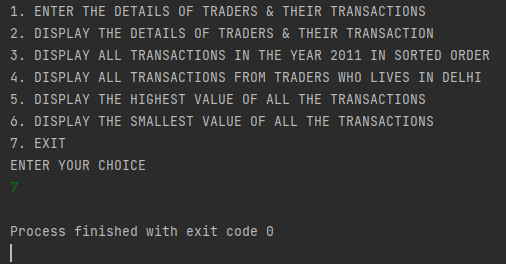 1. ENTER THE DETAILS OF TRADERS & THEIR TRANSACTIONS
2. DISPLAY THE DETAILS OF TRADERS & THEIR TRANSACTION
3. DISPLAY ALL TRANSACTIONS IN THE YEAR 2011 IN SORTED ORDER
4. DISPLAY ALL TRANSACTIONS FROM TRADERS WHO LIVES IN DELHI
5. DISPLAY THE HIGHEST VALUE OF ALL THE TRANSACTIONS
6. DISPLAY THE SMALLEST VALUE OF ALL THE TRANSACTIONS
7. EXIT
ENTER YOUR CHOICE
7
Process finished with exit code 0